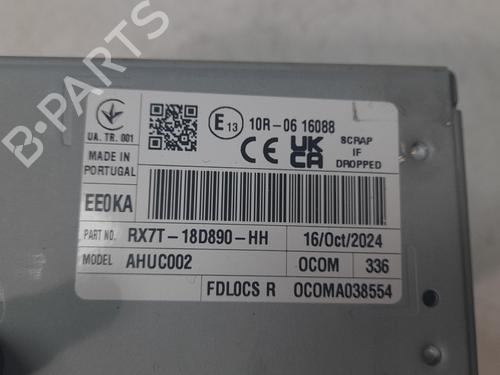 UA. TR. 001
E13 10R-06 16088
CE UK CA
SCRAP
IF
DROPPED
MADE IN
PORTUGAL
EE0KA
PART NO. RX7T-18D890-HH 16/Oct/2024
MODEL AHUC002 OCOM 336
FDLOCS R OCOMA038554
B-PARTS